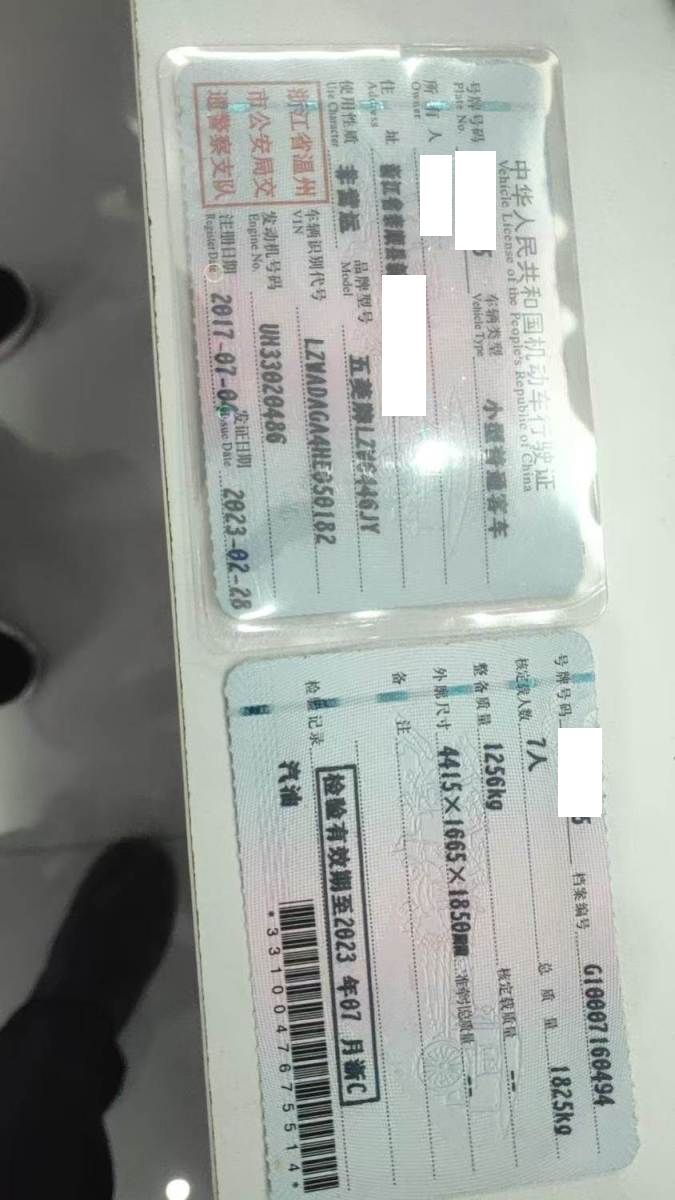 中华人民共和国机动车行驶证
Vehicle License of the People's Republic of China
号牌号码 5 车辆类型 小型普通客车
Plate No. Vehicle Type
所有人
Owner
住址 浙江省
Address
使用性质 非营运 品牌型号 五菱牌LZW6446JY
Use Character Model
浙江省温州
市公安局交
通警察支队
车辆识别代号 LZWADAGA4HE050182
VIN
发动机号码 UH33020486
Engine No.
注册日期 2017-07-04 发证日期 2023-02-28
Register Date Issue Date
号牌号码 5 档案编号 G10007160494
核定载人数 7人 总质量 1825kg
整备质量 1256kg 核定载质量 --
外廓尺寸 4415×1665×1850mm 准牵引总质量 --
备注
检验有效期至2023年07月浙C
检验记录
汽油
*3310047675514*